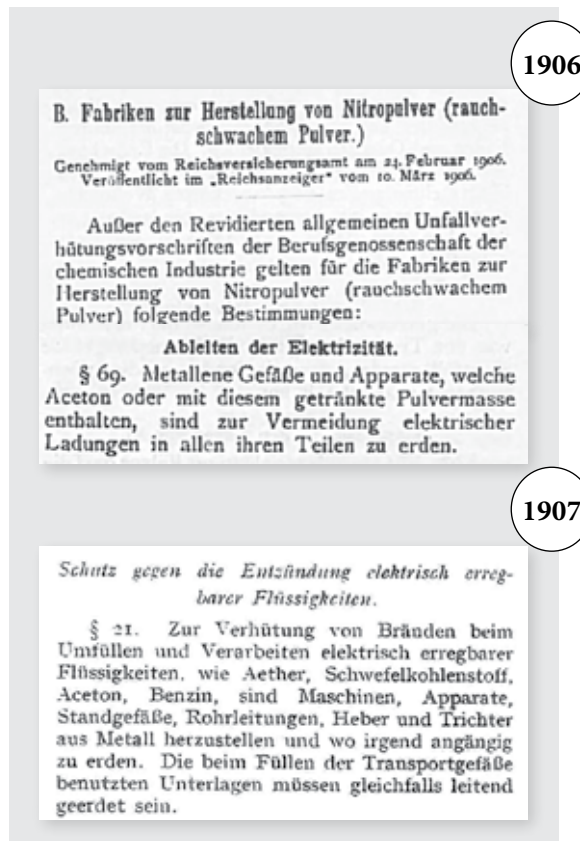 1906
B. Fabriken zur Herstellung von Nitropulver (rauch-
schwachem Pulver.)
Genehmigt vom Reichsversicherungsamt am 24. Februar 1906.
Veröffentlicht im „Reichsanzeiger“ vom 10. März 1906.
Außer den Revidierten allgemeinen Unfallver-
hütungsvorschriften der Berufsgenossenschaft der
chemischen Industrie gelten für die Fabriken zur
Herstellung von Nitropulver (rauchschwachem
Pulver) folgende Bestimmungen:
Ableiten der Elektrizität.
§ 69. Metallene Gefäße und Apparate, welche
Aceton oder mit diesem getränkte Pulvermasse
enthalten, sind zur Vermeidung elektrischer
Ladungen in allen ihren Teilen zu erden.
1907
Schutz gegen die Entzündung elektrisch erreg-
barer Flüssigkeiten.
§ 21. Zur Verhütung von Bränden beim
Umfüllen und Verarbeiten elektrisch erregbarer
Flüssigkeiten, wie Aether, Schwefelkohlenstoff,
Aceton, Benzin, sind Maschinen, Apparate,
Standgefäße, Rohrleitungen, Heber und Trichter
aus Metall herzustellen und wo irgend angängig
zu erden. Die beim Füllen der Transportgefäße
benutzten Unterlagen müssen gleichfalls leitend
geerdet sein.